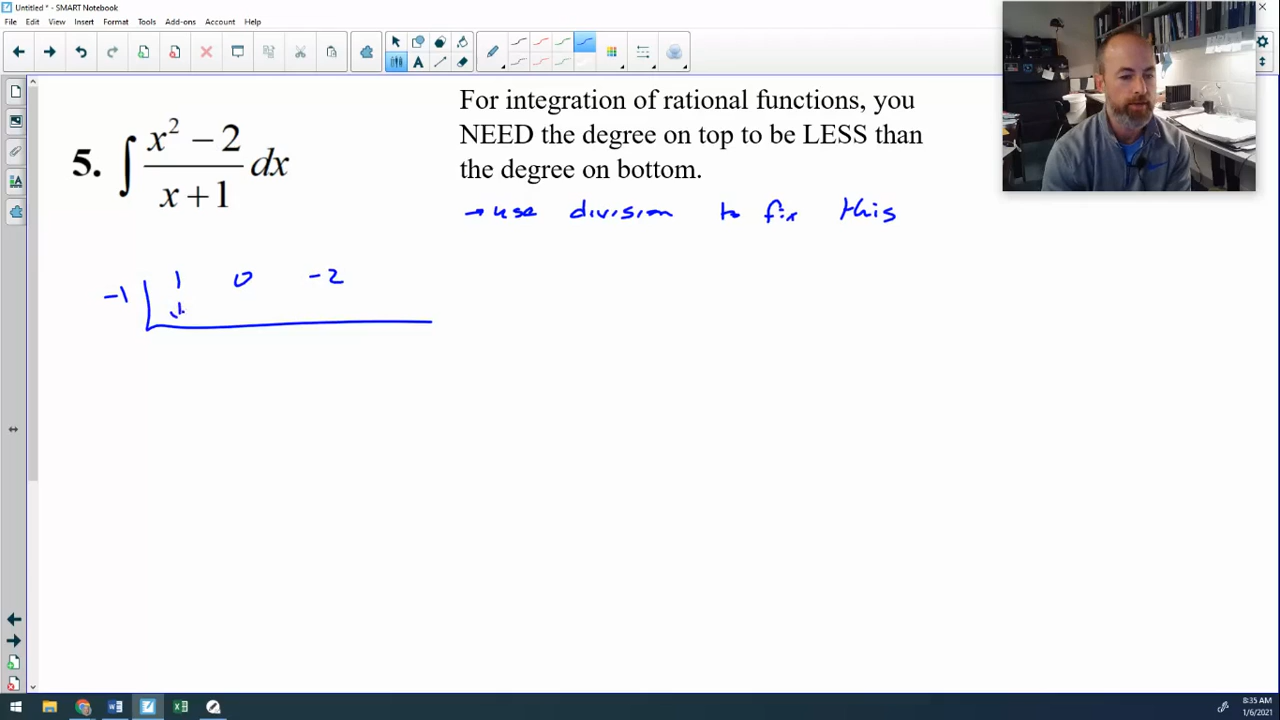 Untitled * - SMART Notebook
File Edit View Insert Format Tools Add-ons Account Help
For integration of rational functions, you
NEED the degree on top to be LESS than
the degree on bottom.
→ use division to fix this
5. ∫ (x² − 2)/(x + 1) dx
-1 | 1 0 -2
8:35 AM
1/6/2021